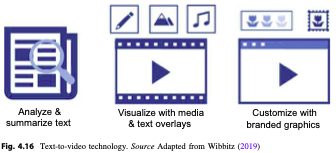 Analyze &
summarize text
Visualize with media
& text overlays
Customize with
branded graphics
Fig. 4.16 Text-to-video technology. Source Adapted from Wibbitz (2019)